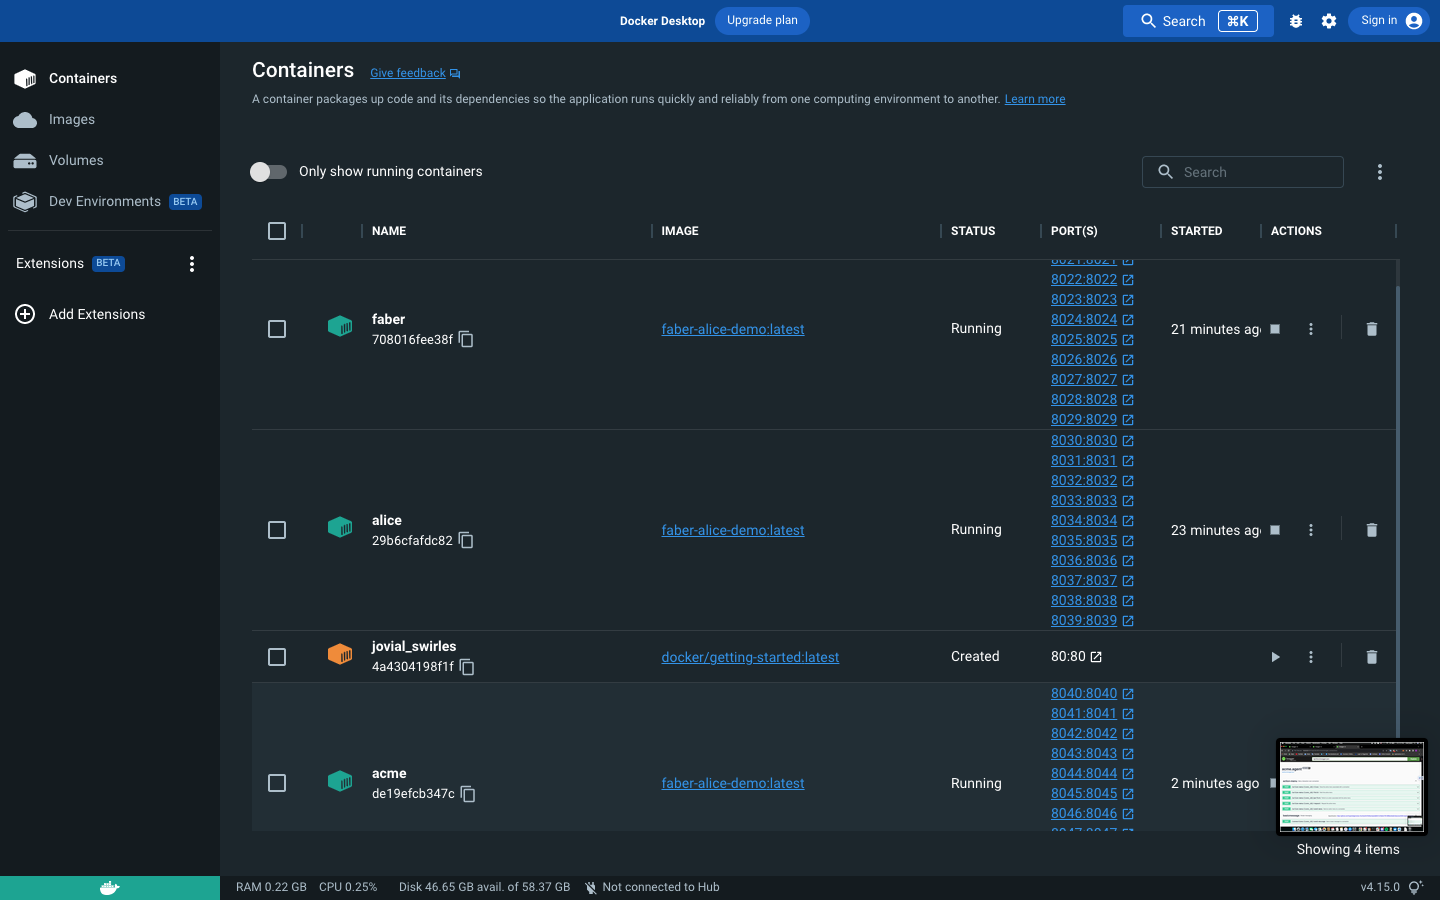 Docker Desktop Upgrade plan Search ⌘K Sign in
Containers
Images
Volumes
Dev Environments BETA
Extensions BETA
Add Extensions
Containers Give feedback
A container packages up code and its dependencies so the application runs quickly and reliably from one computing environment to another. Learn more
Only show running containers Search
NAME IMAGE STATUS PORT(S) STARTED ACTIONS
8021:8021
8022:8022
8023:8023
faber 8024:8024
faber-alice-demo:latest Running 21 minutes ago
708016fee38f 8025:8025
8026:8026
8027:8027
8028:8028
8029:8029
8030:8030
8031:8031
8032:8032
8033:8033
alice 8034:8034
faber-alice-demo:latest Running 23 minutes ago
29b6cfafdc82 8035:8035
8036:8036
8037:8037
8038:8038
8039:8039
jovial_swirles
docker/getting-started:latest Created 80:80
4a4304198f1f
8040:8040
8041:8041
8042:8042
8043:8043
acme 8044:8044
faber-alice-demo:latest Running 2 minutes ago
de19efcb347c 8045:8045
8046:8046
8047:8047
Showing 4 items
RAM 0.22 GB CPU 0.25% Disk 46.65 GB avail. of 58.37 GB Not connected to Hub v4.15.0